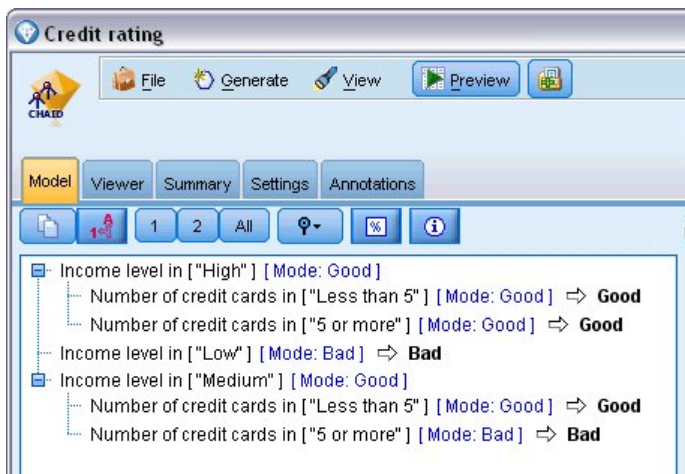 Credit rating
CHAID
File Generate View Preview
Model Viewer Summary Settings Annotations
1 A 1 2 All %
Income level in ["High"] [Mode: Good]
Number of credit cards in ["Less than 5"] [Mode: Good] ⇨ Good
Number of credit cards in ["5 or more"] [Mode: Good] ⇨ Good
Income level in ["Low"] [Mode: Bad] ⇨ Bad
Income level in ["Medium"] [Mode: Good]
Number of credit cards in ["Less than 5"] [Mode: Good] ⇨ Good
Number of credit cards in ["5 or more"] [Mode: Bad] ⇨ Bad